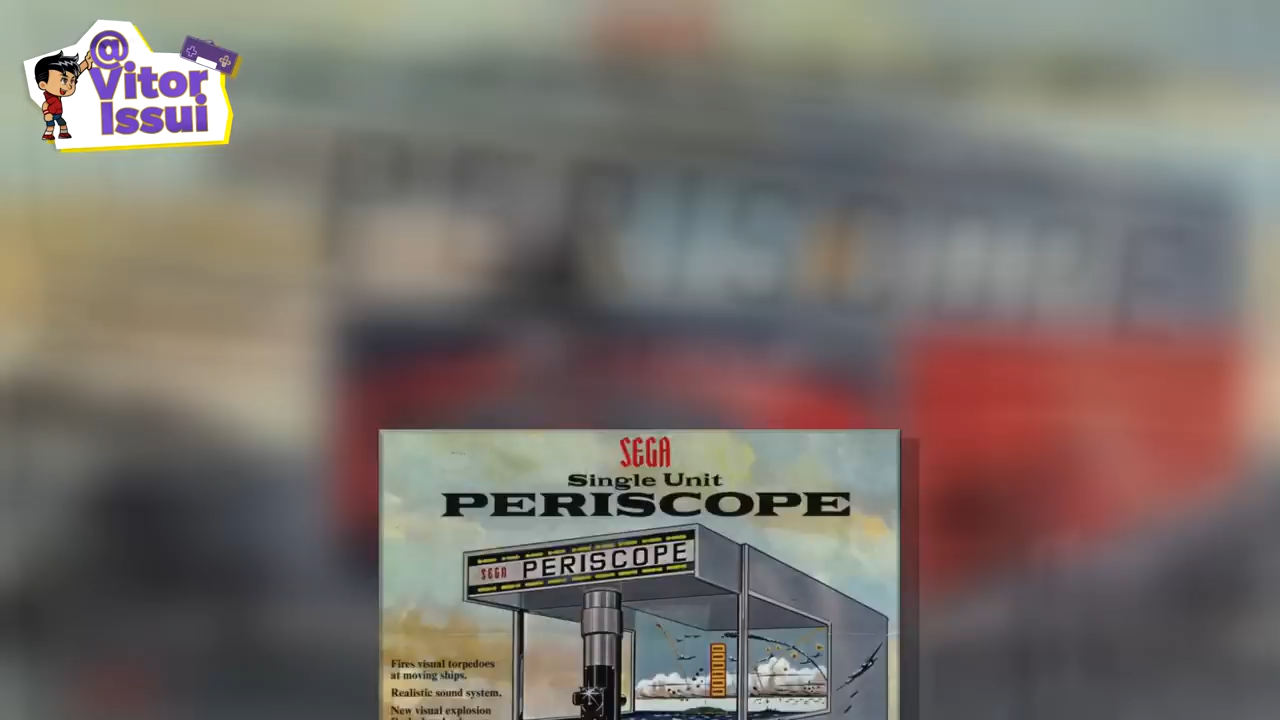 @
Vitor
Issui
SEGA
Single Unit
PERISCOPE
SEGA PERISCOPE
Fires visual torpedoes
at moving ships.
Realistic sound system.
New visual explosion